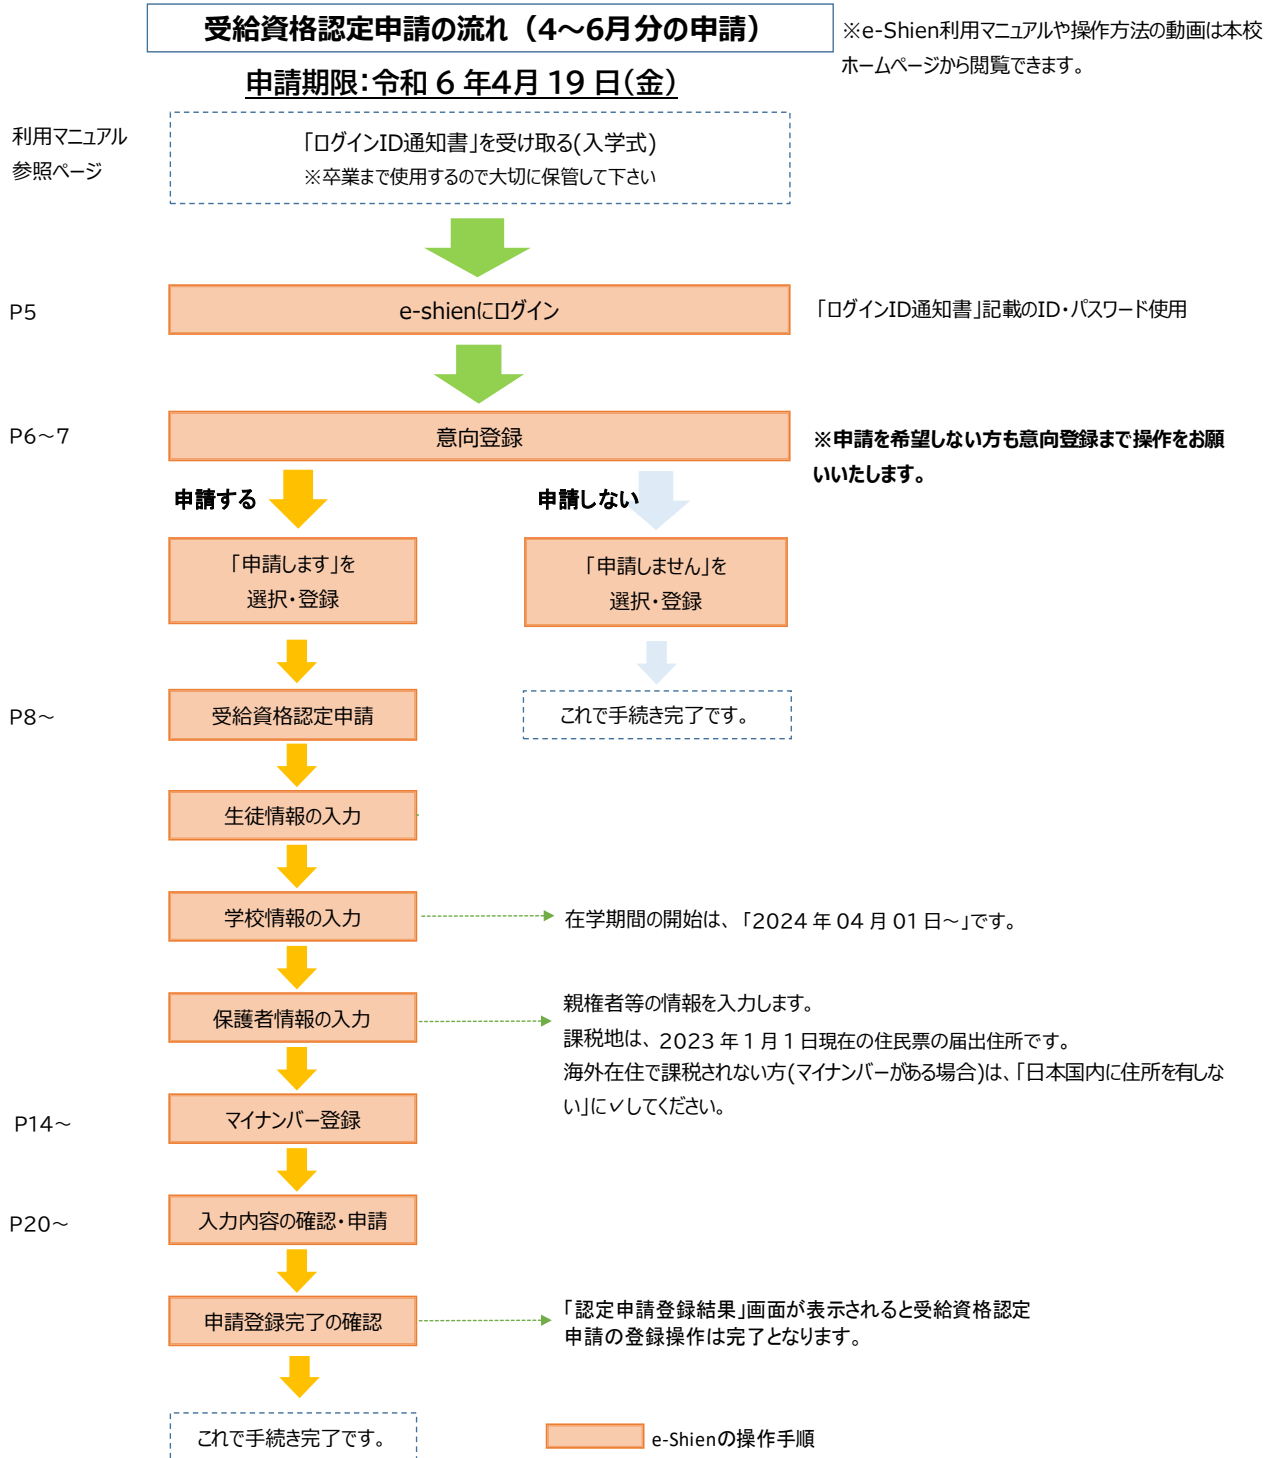 受給資格認定申請の流れ（4～6月分の申請）
※e-Shien利用マニュアルや操作方法の動画は本校
ホームページから閲覧できます。
申請期限：令和 6 年4月 19 日(金)
利用マニュアル
参照ページ
「ログインID通知書」を受け取る(入学式)
※卒業まで使用するので大切に保管して下さい
P5
e-shienにログイン
「ログインID通知書」記載のID・パスワード使用
P6～7
意向登録
※申請を希望しない方も意向登録まで操作をお願
いいたします。
申請する
申請しない
「申請します」を
選択・登録
「申請しません」を
選択・登録
P8～
受給資格認定申請
これで手続き完了です。
生徒情報の入力
学校情報の入力
在学期間の開始は、「2024 年 04 月 01 日～」です。
保護者情報の入力
親権者等の情報を入力します。
課税地は、2023 年 1 月 1 日現在の住民票の届出住所です。
海外在住で課税されない方(マイナンバーがある場合)は、「日本国内に住所を有しな
い」に✓してください。
P14～
マイナンバー登録
P20～
入力内容の確認・申請
申請登録完了の確認
「認定申請登録結果」画面が表示されると受給資格認定
申請の登録操作は完了となります。
これで手続き完了です。
e-Shienの操作手順